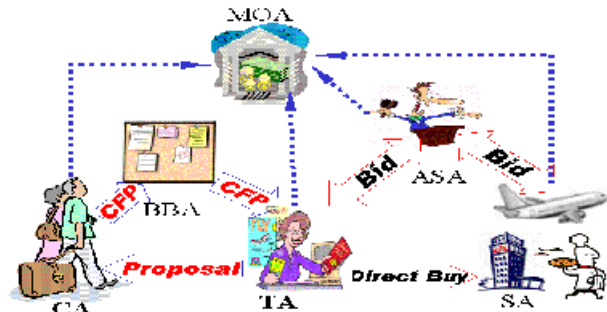 MOA
CFP
BBA
CFP
Bid
ASA
Bid
CA
Proposal
TA
Direct Buy
SA